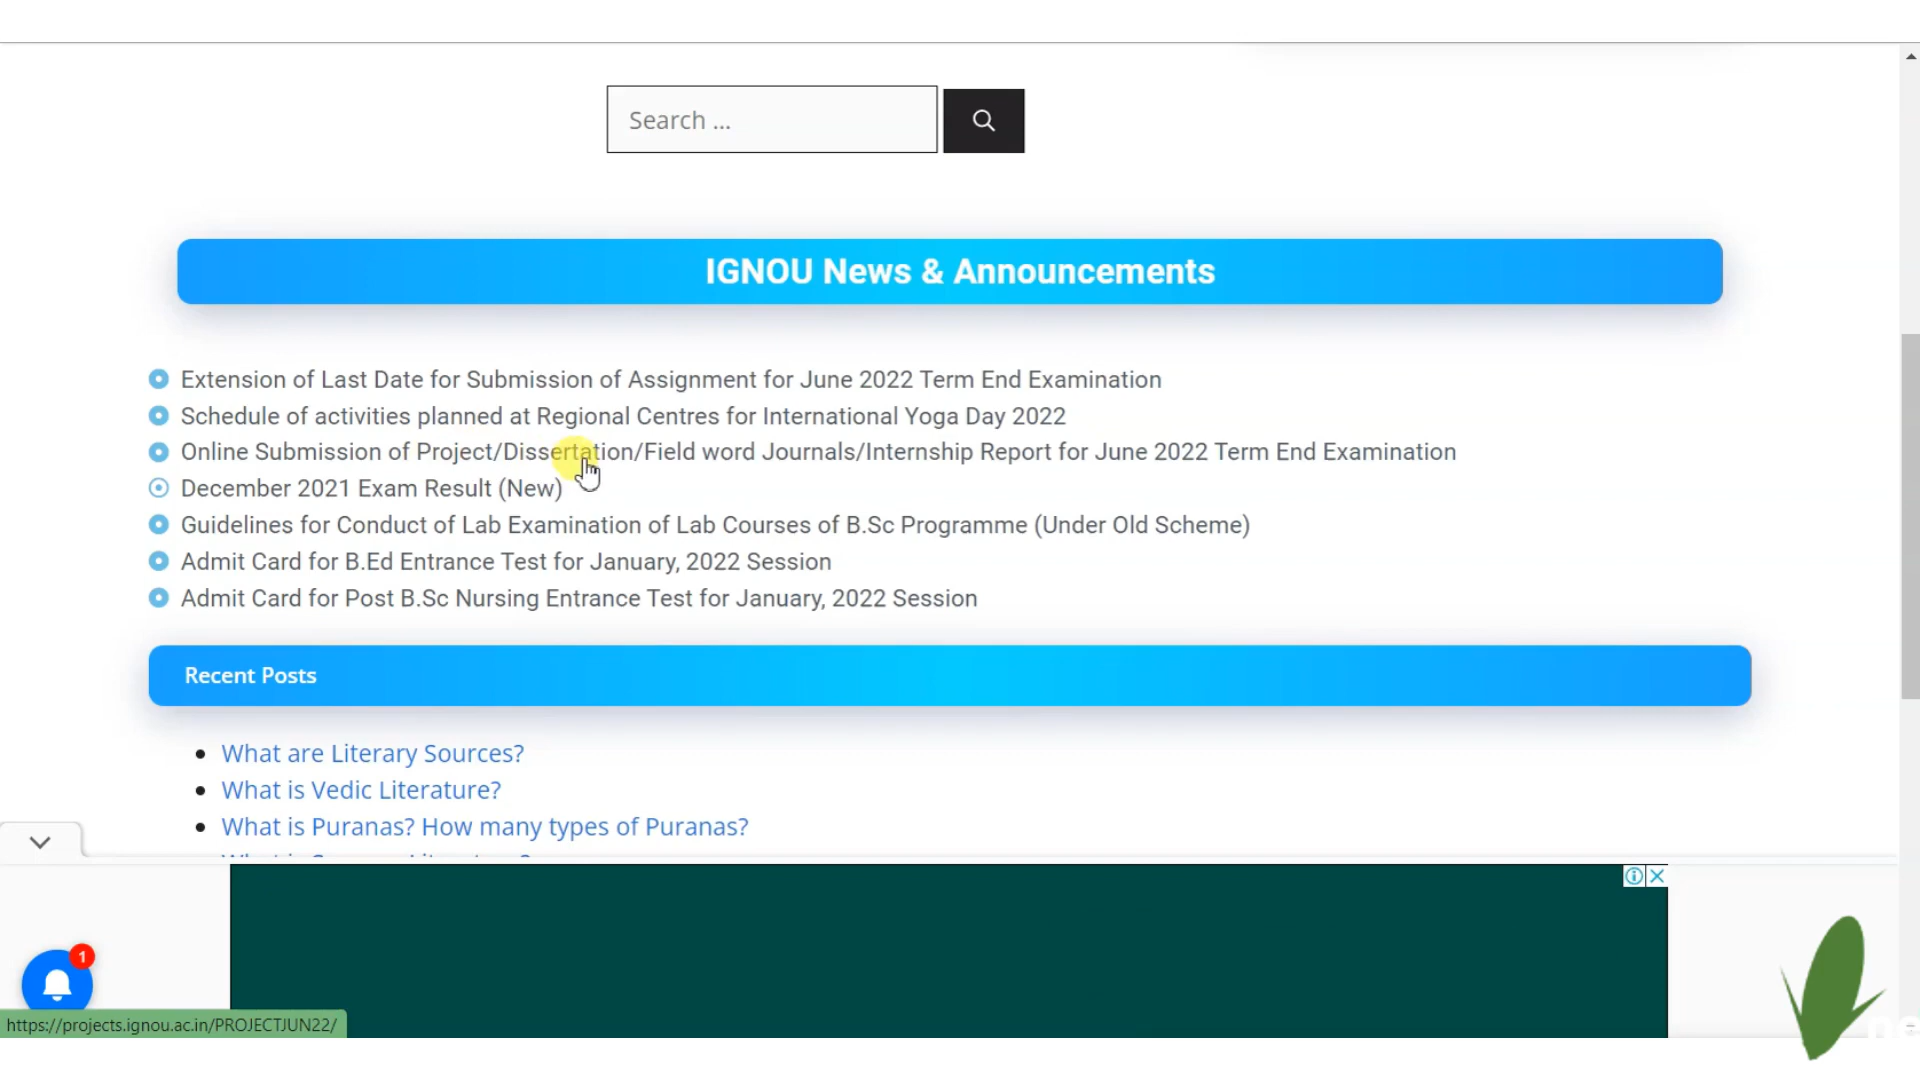 Search ...
IGNOU News & Announcements
Extension of Last Date for Submission of Assignment for June 2022 Term End Examination
Schedule of activities planned at Regional Centres for International Yoga Day 2022
Online Submission of Project/Dissertation/Field word Journals/Internship Report for June 2022 Term End Examination
December 2021 Exam Result (New)
Guidelines for Conduct of Lab Examination of Lab Courses of B.Sc Programme (Under Old Scheme)
Admit Card for B.Ed Entrance Test for January, 2022 Session
Admit Card for Post B.Sc Nursing Entrance Test for January, 2022 Session
Recent Posts
What are Literary Sources?
What is Vedic Literature?
What is Puranas? How many types of Puranas?
1
https://projects.ignou.ac.in/PROJECTJUN22/